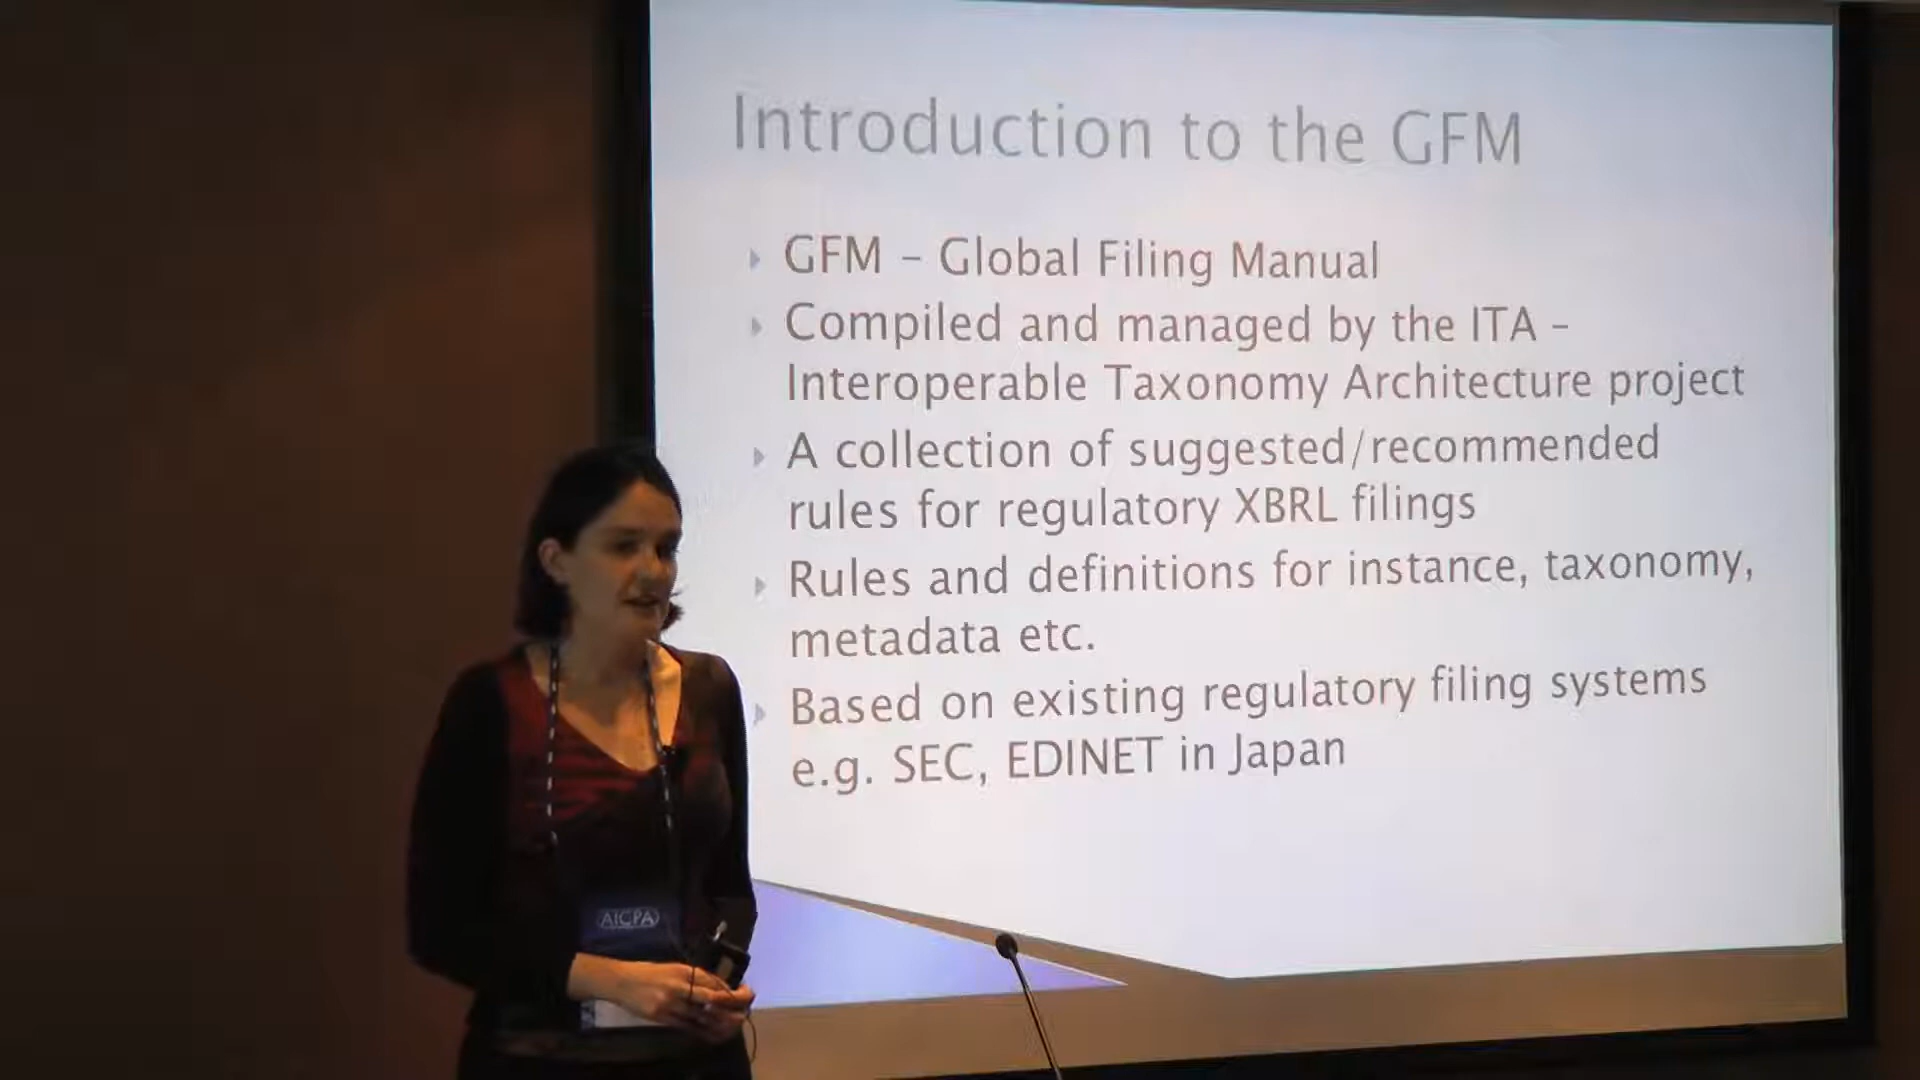 Introduction to the GFM
GFM – Global Filing Manual
Compiled and managed by the ITA –
Interoperable Taxonomy Architecture project
A collection of suggested/recommended
rules for regulatory XBRL filings
Rules and definitions for instance, taxonomy,
metadata etc.
Based on existing regulatory filing systems
e.g. SEC, EDINET in Japan
AICPA